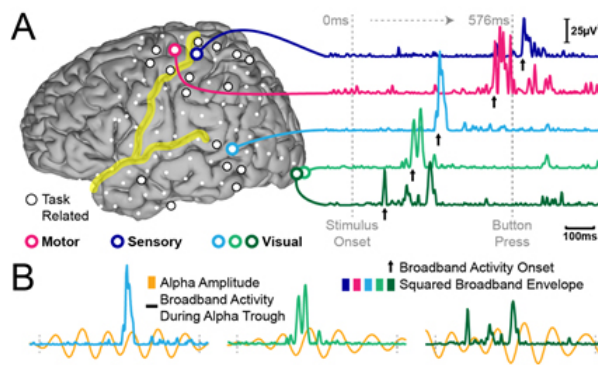 A
0ms
576ms
25µV
Task
Related
Motor
Sensory
Visual
Stimulus
Onset
Button
Press
100ms
B
Alpha Amplitude
Broadband Activity
During Alpha Trough
Broadband Activity Onset
Squared Broadband Envelope